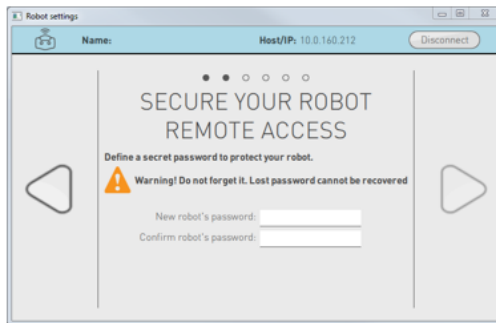 Robot settings
Name: Host/IP: 10.0.160.212 Disconnect
SECURE YOUR ROBOT
REMOTE ACCESS
Define a secret password to protect your robot.
Warning! Do not forget it. Lost password cannot be recovered
New robot's password:
Confirm robot's password: